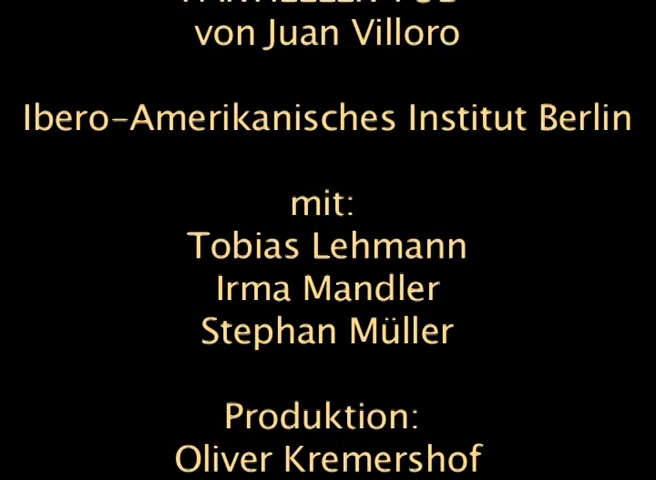 von Juan Villoro
Ibero-Amerikanisches Institut Berlin
mit:
Tobias Lehmann
Irma Mandler
Stephan Müller
Produktion:
Oliver Kremershof